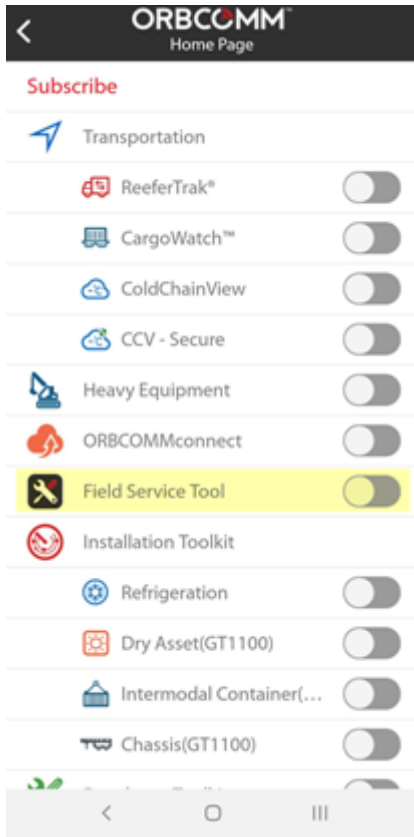 ORBCOMM™
Home Page
Subscribe
Transportation
ReeferTrak®
CargoWatch™
ColdChainView
CCV - Secure
Heavy Equipment
ORBCOMMconnect
Field Service Tool
Installation Toolkit
Refrigeration
Dry Asset(GT1100)
Intermodal Container(...
Chassis(GT1100)